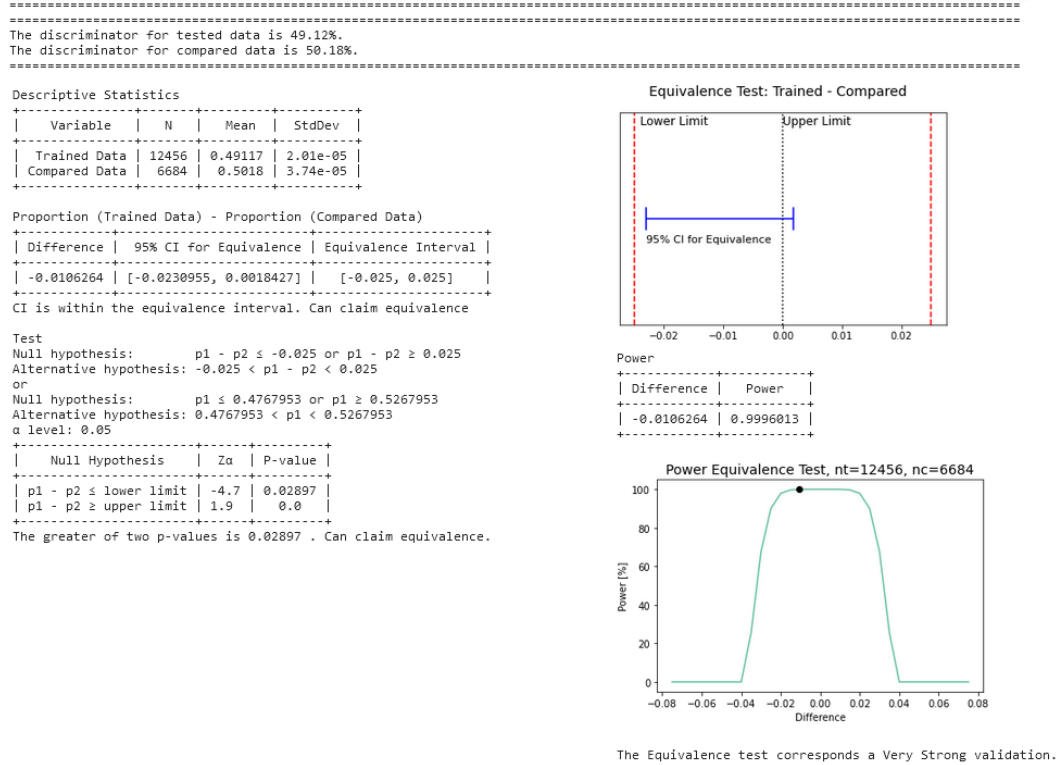 ========================================================================================================================
========================================================================================================================
The discriminator for tested data is 49.12%.
The discriminator for compared data is 50.18%.
========================================================================================================================
Descriptive Statistics
+---------------+-------+---------+----------+
| Variable | N | Mean | StdDev |
+---------------+-------+---------+----------+
| Trained Data | 12456 | 0.49117 | 2.01e-05 |
| Compared Data | 6684 | 0.5018 | 3.74e-05 |
+---------------+-------+---------+----------+
Proportion (Trained Data) - Proportion (Compared Data)
+------------+-------------------------+----------------------+
| Difference | 95% CI for Equivalence | Equivalence Interval |
+------------+-------------------------+----------------------+
| -0.0106264 | [-0.0230955, 0.0018427] | [-0.025, 0.025] |
+------------+-------------------------+----------------------+
CI is within the equivalence interval. Can claim equivalence
Test
Null hypothesis: p1 - p2 ≤ -0.025 or p1 - p2 ≥ 0.025
Alternative hypothesis: -0.025 < p1 - p2 < 0.025
or
Null hypothesis: p1 ≤ 0.4767953 or p1 ≥ 0.5267953
Alternative hypothesis: 0.4767953 < p1 < 0.5267953
α level: 0.05
+-----------------------+------+---------+
| Null Hypothesis | Zα | P-value |
+-----------------------+------+---------+
| p1 - p2 ≤ lower limit | -4.7 | 0.02897 |
| p1 - p2 ≥ upper limit | 1.9 | 0.0 |
+-----------------------+------+---------+
The greater of two p-values is 0.02897 . Can claim equivalence.
Equivalence Test: Trained - Compared
Lower Limit Upper Limit
95% CI for Equivalence
−0.02 −0.01 0.00 0.01 0.02
Power
+------------+-----------+
| Difference | Power |
+------------+-----------+
| -0.0106264 | 0.9996013 |
+------------+-----------+
Power Equivalence Test, nt=12456, nc=6684
100
80
60
40
20
0
Power [%]
−0.08 −0.06 −0.04 −0.02 0.00 0.02 0.04 0.06 0.08
Difference
The Equivalence test corresponds a Very Strong validation.